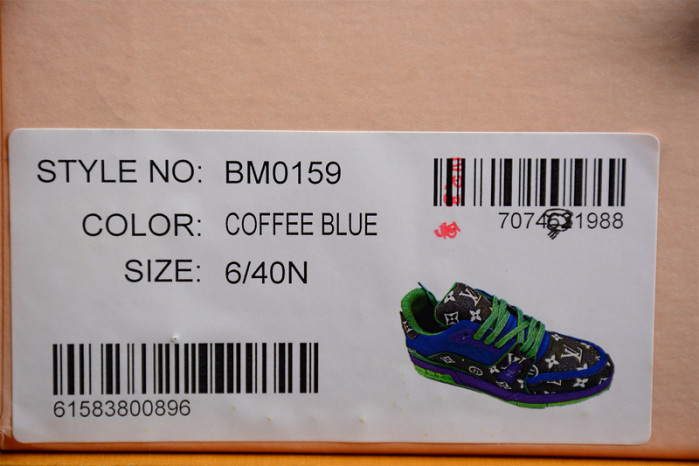 STYLE NO: BM0159
COLOR: COFFEE BLUE
SIZE: 6/40N
61583800896